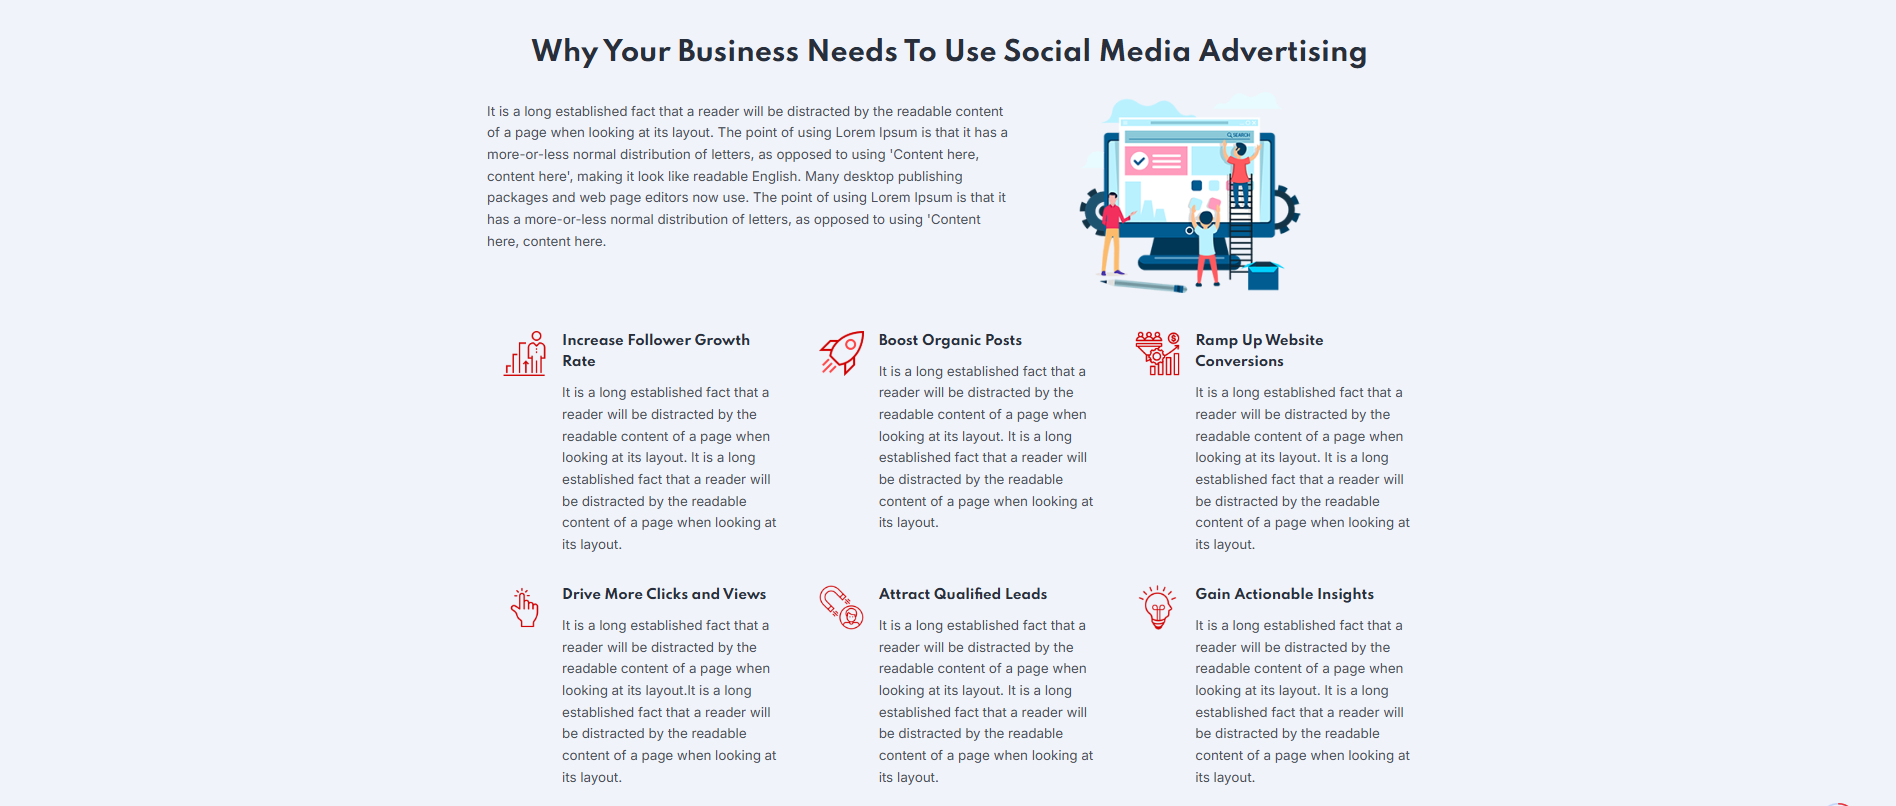 Why Your Business Needs To Use Social Media Advertising
It is a long established fact that a reader will be distracted by the readable content
of a page when looking at its layout. The point of using Lorem Ipsum is that it has a
more-or-less normal distribution of letters, as opposed to using 'Content here,
content here', making it look like readable English. Many desktop publishing
packages and web page editors now use. The point of using Lorem Ipsum is that it
has a more-or-less normal distribution of letters, as opposed to using 'Content
here, content here.
SEARCH
Increase Follower Growth
Rate
It is a long established fact that a
reader will be distracted by the
readable content of a page when
looking at its layout. It is a long
established fact that a reader will
be distracted by the readable
content of a page when looking at
its layout.
Boost Organic Posts
It is a long established fact that a
reader will be distracted by the
readable content of a page when
looking at its layout. It is a long
established fact that a reader will
be distracted by the readable
content of a page when looking at
its layout.
Ramp Up Website
Conversions
It is a long established fact that a
reader will be distracted by the
readable content of a page when
looking at its layout. It is a long
established fact that a reader will
be distracted by the readable
content of a page when looking at
its layout.
Drive More Clicks and Views
It is a long established fact that a
reader will be distracted by the
readable content of a page when
looking at its layout.It is a long
established fact that a reader will
be distracted by the readable
content of a page when looking at
its layout.
Attract Qualified Leads
It is a long established fact that a
reader will be distracted by the
readable content of a page when
looking at its layout. It is a long
established fact that a reader will
be distracted by the readable
content of a page when looking at
its layout.
Gain Actionable Insights
It is a long established fact that a
reader will be distracted by the
readable content of a page when
looking at its layout. It is a long
established fact that a reader will
be distracted by the readable
content of a page when looking at
its layout.